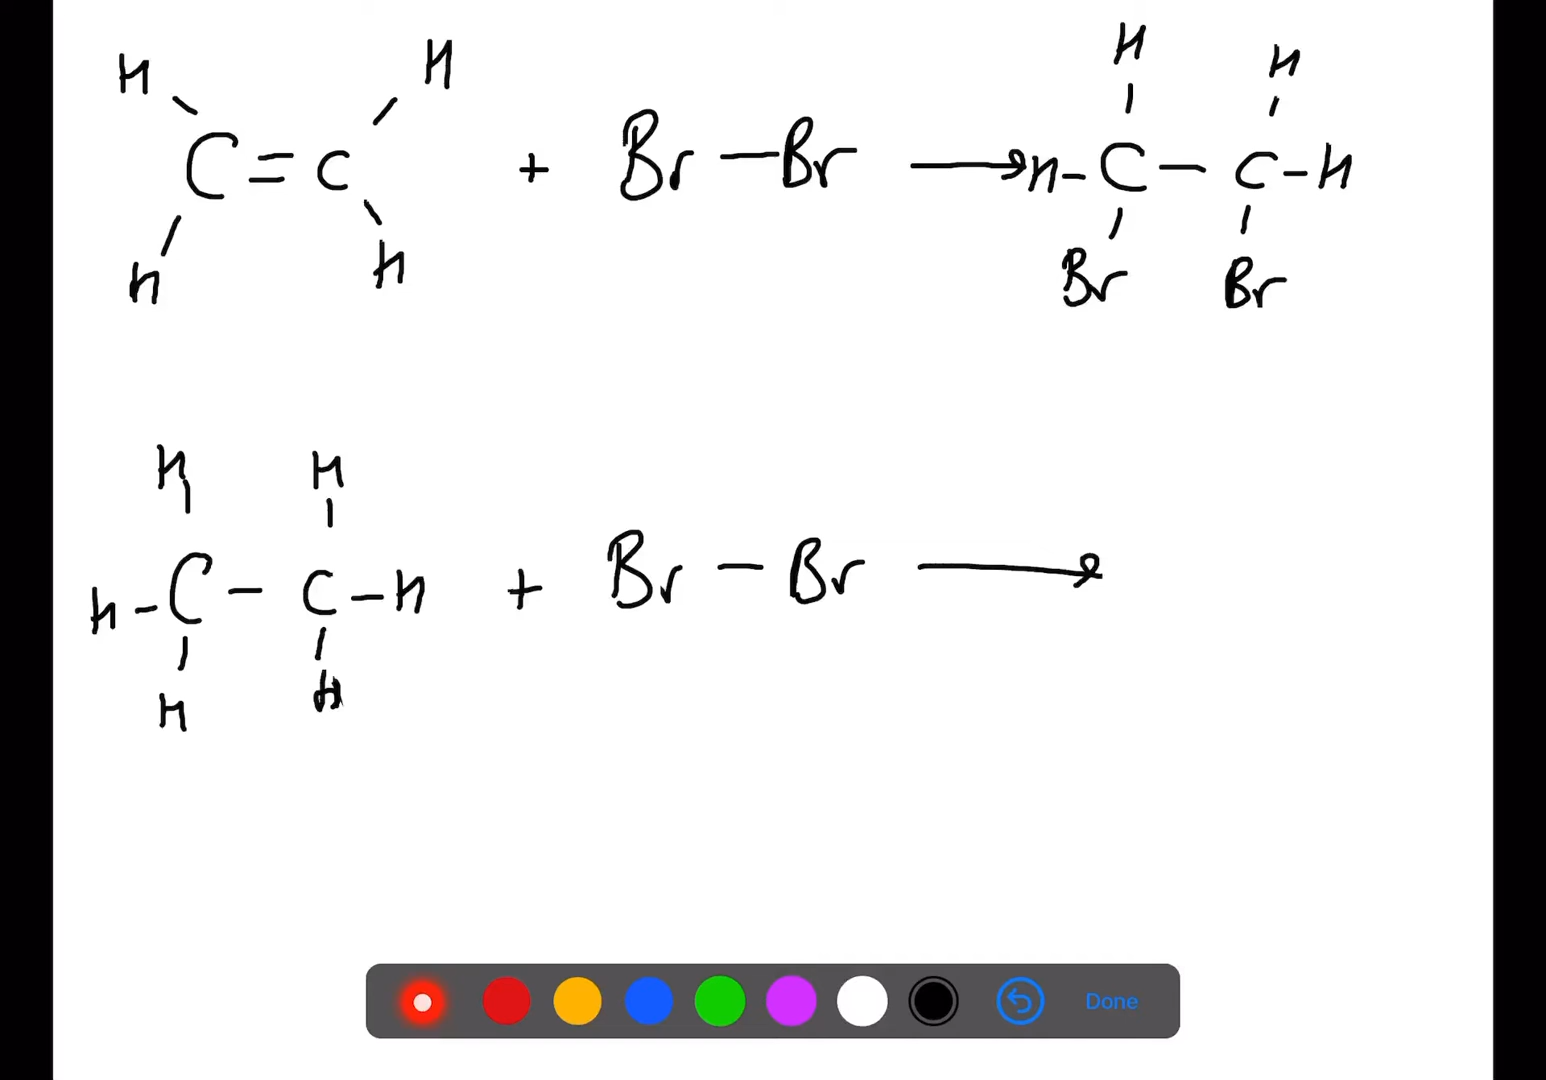 H H H H
C = C + Br — Br ⟶ H - C — C - H
H H Br Br
H H
H - C - C - H + Br — Br ⟶
H H
Done